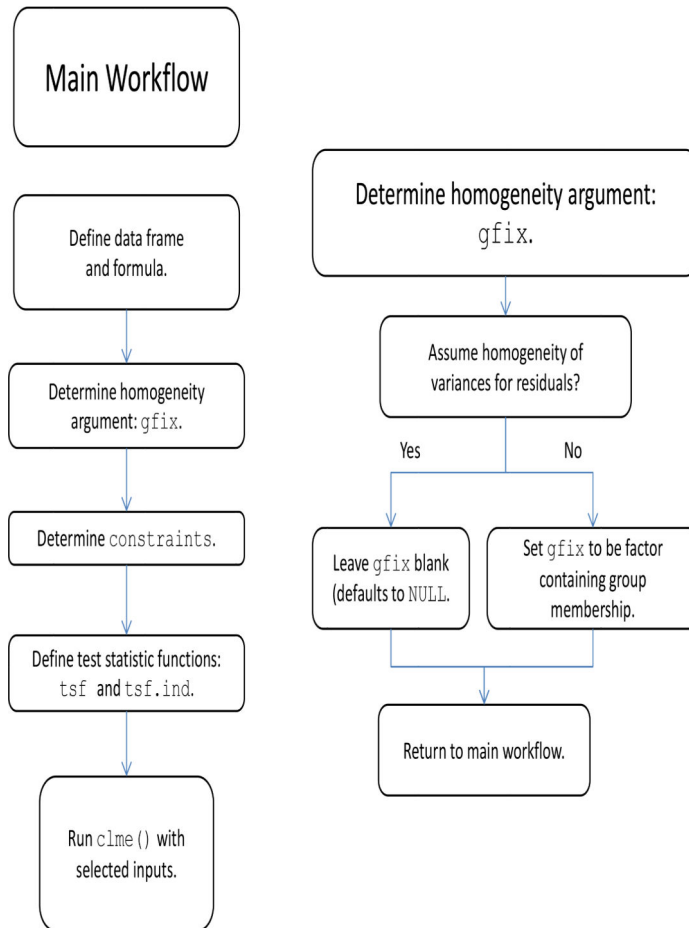 Main Workflow
Define data frame
and formula.
Determine homogeneity
argument: gfix.
Determine constraints.
Define test statistic functions:
tsf and tsf.ind.
Run clme() with
selected inputs.
Determine homogeneity argument:
gfix.
Assume homogeneity of
variances for residuals?
Yes
No
Leave gfix blank
(defaults to NULL.
Set gfix to be factor
containing group
membership.
Return to main workflow.